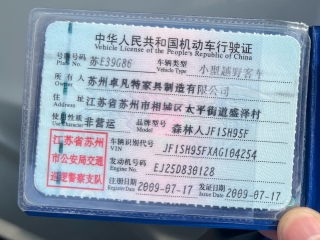 中华人民共和国机动车行驶证
Vehicle License of the People's Republic of China
号牌号码 苏E39G86 车辆类型 小型越野客车
Plate No. Vehicle Type
所有人 苏州卓凡特家具制造有限公司
Owner
住址 江苏省苏州市相城区太平街道盛泽村
Address
使用性质 非营运 品牌型号 森林人JF1SH95F
Use Character Model
江苏省苏州
市公安局交通
巡逻警察支队
车辆识别代号 JF1SH95FXAG104254
VIN
发动机号码 EJ25D830128
Engine No.
注册日期 2009-07-17 发证日期 2009-07-17
Register Date Issue Date